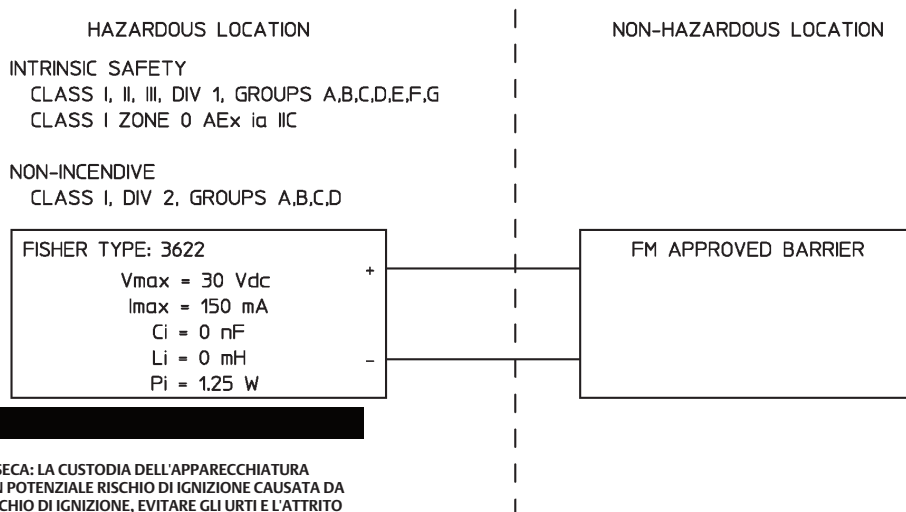 HAZARDOUS LOCATION
NON-HAZARDOUS LOCATION
INTRINSIC SAFETY
CLASS I, II, III, DIV 1, GROUPS A,B,C,D,E,F,G
CLASS I ZONE 0 AEx ia IIC
NON-INCENDIVE
CLASS I, DIV 2, GROUPS A,B,C,D
FISHER TYPE: 3622
Vmax = 30 Vdc
Imax = 150 mA
Ci = 0 nF
Li = 0 mH
Pi = 1.25 W
+
–
FM APPROVED BARRIER
SECA: LA CUSTODIA DELL'APPARECCHIATURA
POTENZIALE RISCHIO DI IGNIZIONE CAUSATA DA
CHIO DI IGNIZIONE, EVITARE GLI URTI E L'ATTRITO